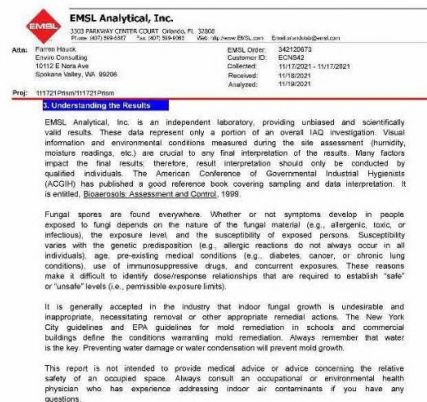 EMSL
EMSL Analytical, Inc.
3303 PARKWAY CENTER COURT Orlando, FL 32808
Attn: Farren Hauck
Enviro Consulting
10112 E Nora Ave
Spokane Valley, WA 99206
EMSL Order: 342120873
Customer ID: ECNS42
Collected: 11/17/2021 - 11/17/2021
Received: 11/18/2021
Analyzed: 11/19/2021
Proj: 111721Prism/111721Prism
3. Understanding the Results
EMSL Analytical, Inc. is an independent laboratory, providing unbiased and scientifically
valid results. These data represent only a portion of an overall IAQ investigation. Visual
information and environmental conditions measured during the site assessment (humidity,
moisture readings, etc.) are crucial to any final interpretation of the results. Many factors
impact the final results; therefore, result interpretation should only be conducted by
qualified individuals. The American Conference of Governmental Industrial Hygienists
(ACGIH) has published a good reference book covering sampling and data interpretation. It
is entitled, Bioaerosols: Assessment and Control, 1999.
Fungal spores are found everywhere. Whether or not symptoms develop in people
exposed to fungi depends on the nature of the fungal material (e.g., allergenic, toxic, or
infectious), the exposure level, and the susceptibility of exposed persons. Susceptibility
varies with the genetic predisposition (e.g., allergic reactions do not always occur in all
individuals), age, pre-existing medical conditions (e.g., diabetes, cancer, or chronic lung
conditions), use of immunosuppressive drugs, and concurrent exposures. These reasons
make it difficult to identify dose/response relationships that are required to establish "safe"
or "unsafe" levels (i.e., permissible exposure limits).
It is generally accepted in the industry that indoor fungal growth is undesirable and
inappropriate, necessitating removal or other appropriate remedial actions. The New York
City guidelines and EPA guidelines for mold remediation in schools and commercial
buildings define the conditions warranting mold remediation. Always remember that water
is the key. Preventing water damage or water condensation will prevent mold growth.
This report is not intended to provide medical advice or advice concerning the relative
safety of an occupied space. Always consult an occupational or environmental health
physician who has experience addressing indoor air contaminants if you have any
questions.